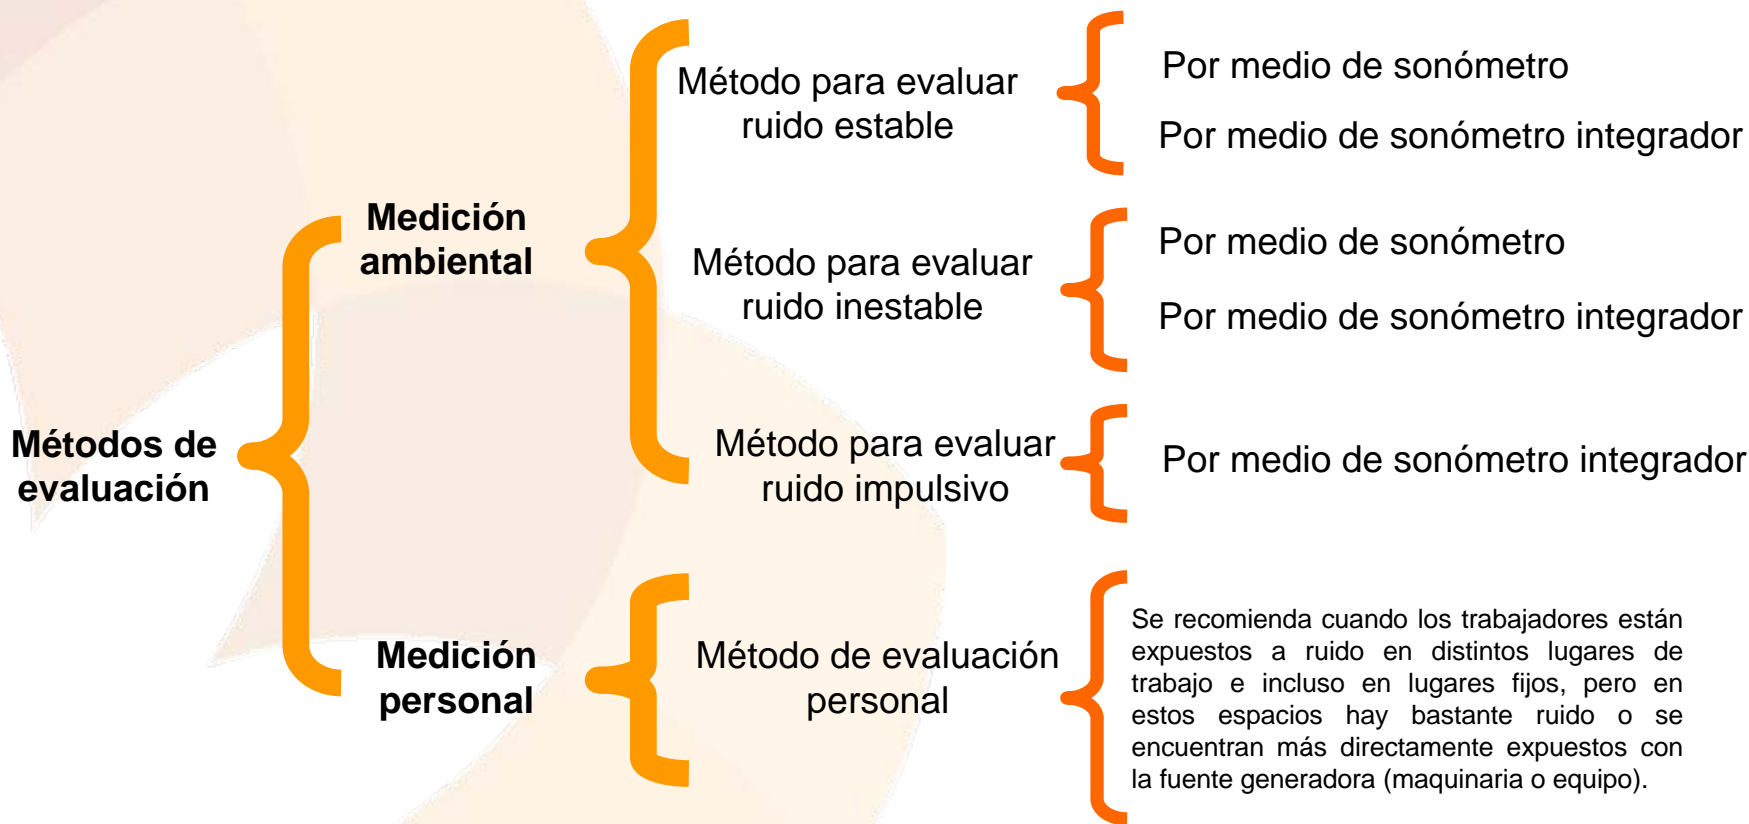 Métodos de
evaluación
Medición
ambiental
Método para evaluar
ruido estable
Por medio de sonómetro
Por medio de sonómetro integrador
Método para evaluar
ruido inestable
Por medio de sonómetro
Por medio de sonómetro integrador
Método para evaluar
ruido impulsivo
Por medio de sonómetro integrador
Medición
personal
Método de evaluación
personal
Se recomienda cuando los trabajadores están
expuestos a ruido en distintos lugares de
trabajo e incluso en lugares fijos, pero en
estos espacios hay bastante ruido o se
encuentran más directamente expuestos con
la fuente generadora (maquinaria o equipo).